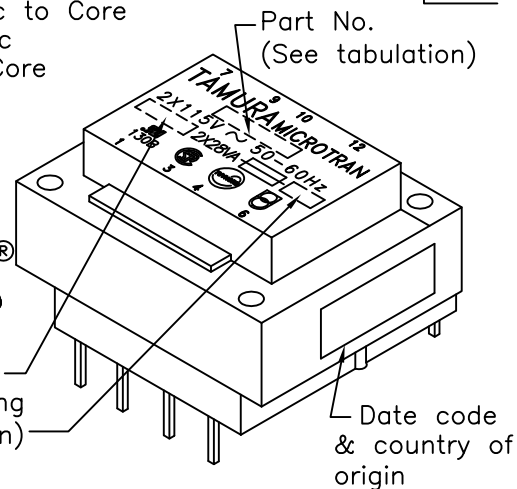 c to Core
c
Core
Part No.
(See tabulation)
7
9
10
12
TAMURA MICROTRAN
2X115V ~ 50-60Hz
130B 2X28VA
1
3
4
6
®
ng
n)
Date code
& country of
origin